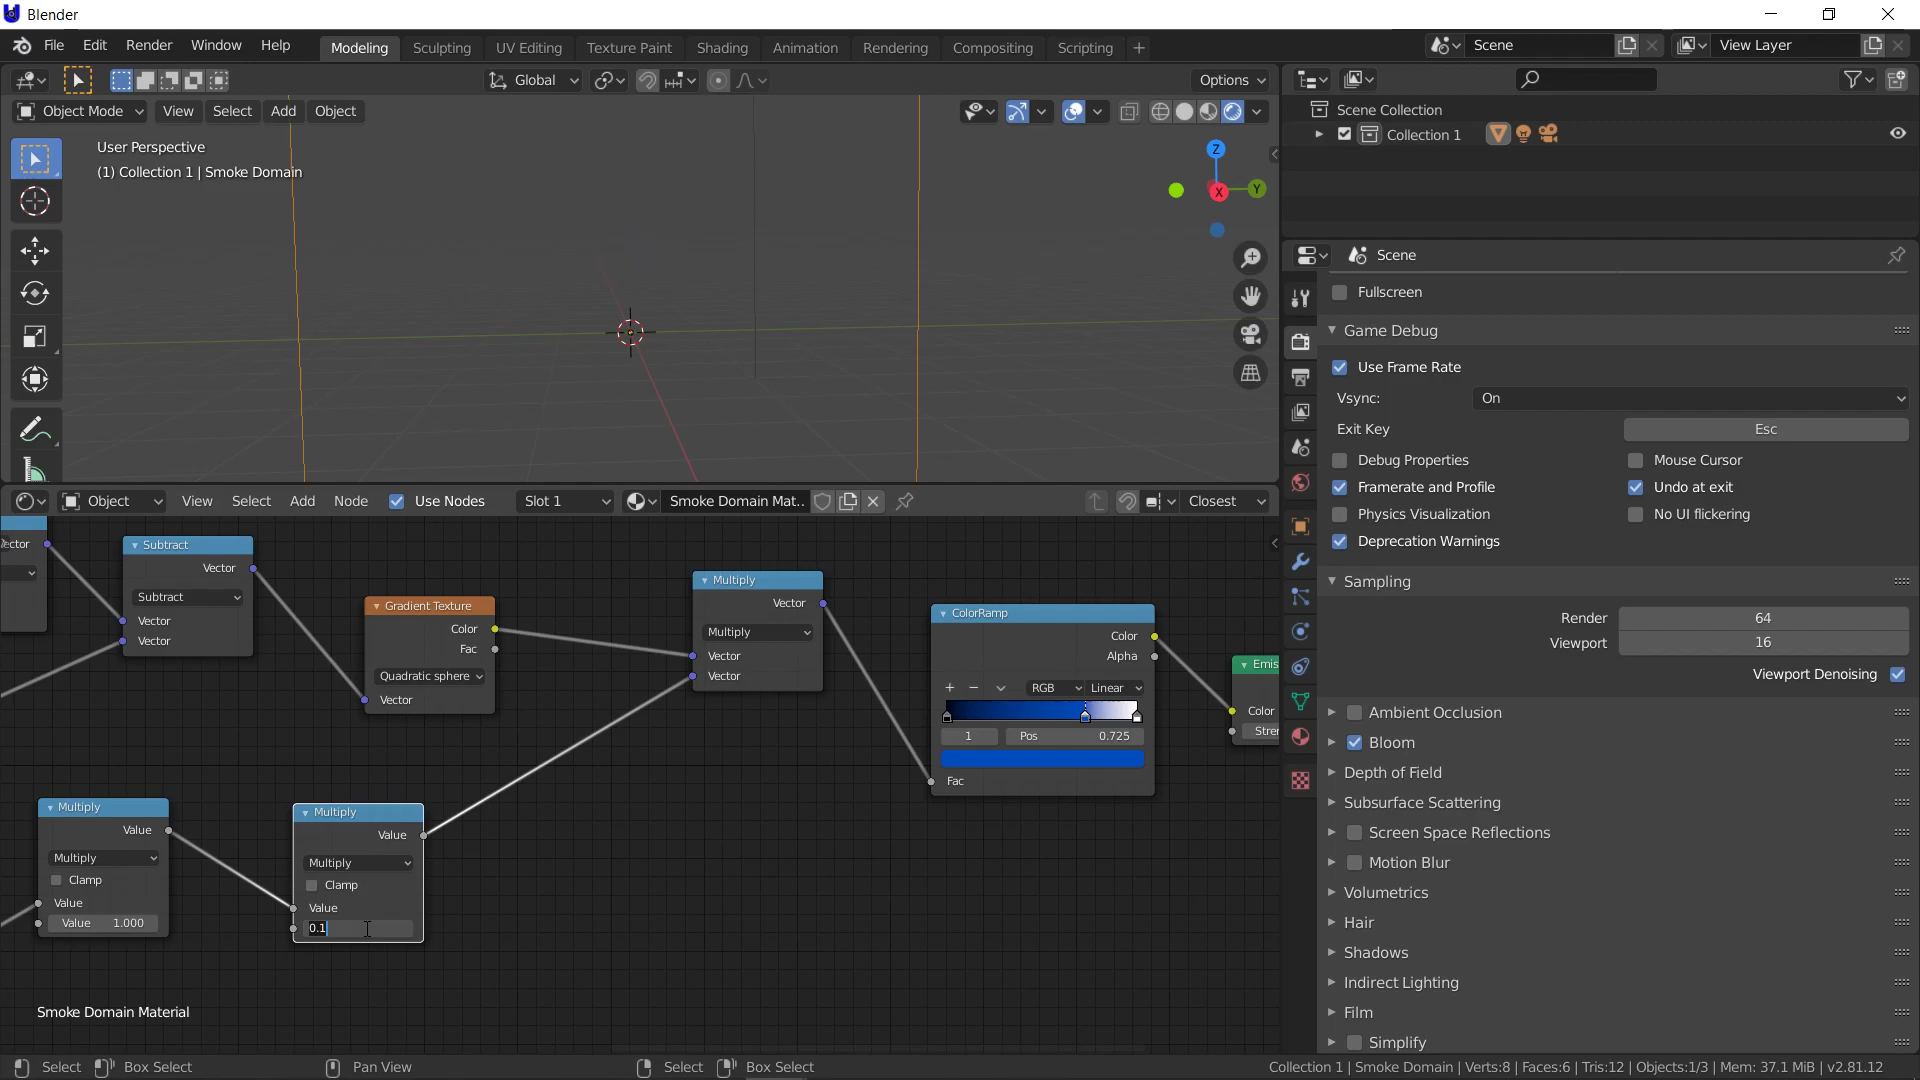 Blender
File Edit Render Window Help
Modeling Sculpting UV Editing Texture Paint Shading Animation Rendering Compositing Scripting +
Scene
View Layer
Global
Options
Object Mode View Select Add Object
User Perspective
(1) Collection 1 | Smoke Domain
Z
X
Y
Scene Collection
Collection 1
Scene
Fullscreen
Game Debug
Use Frame Rate
Vsync: On
Exit Key Esc
Debug Properties Mouse Cursor
Framerate and Profile Undo at exit
Physics Visualization No UI flickering
Deprecation Warnings
Sampling
Render 64
Viewport 16
Viewport Denoising
Ambient Occlusion
Bloom
Depth of Field
Subsurface Scattering
Screen Space Reflections
Motion Blur
Volumetrics
Hair
Shadows
Indirect Lighting
Film
Simplify
Object View Select Add Node Use Nodes Slot 1 Smoke Domain Mat.. Closest
ector
Subtract
Vector
Subtract
Vector
Vector
Gradient Texture
Color
Fac
Quadratic sphere
Vector
Multiply
Vector
Multiply
Vector
Vector
ColorRamp
Color
Alpha
+ − RGB Linear
1 Pos 0.725
Fac
Emis
Color
Stre
Multiply
Value
Multiply
Clamp
Value
Value 1.000
Multiply
Value
Multiply
Clamp
Value
0.1
Smoke Domain Material
Select Box Select Pan View Select Box Select
Collection 1 | Smoke Domain | Verts:8 | Faces:6 | Tris:12 | Objects:1/3 | Mem: 37.1 MiB | v2.81.12